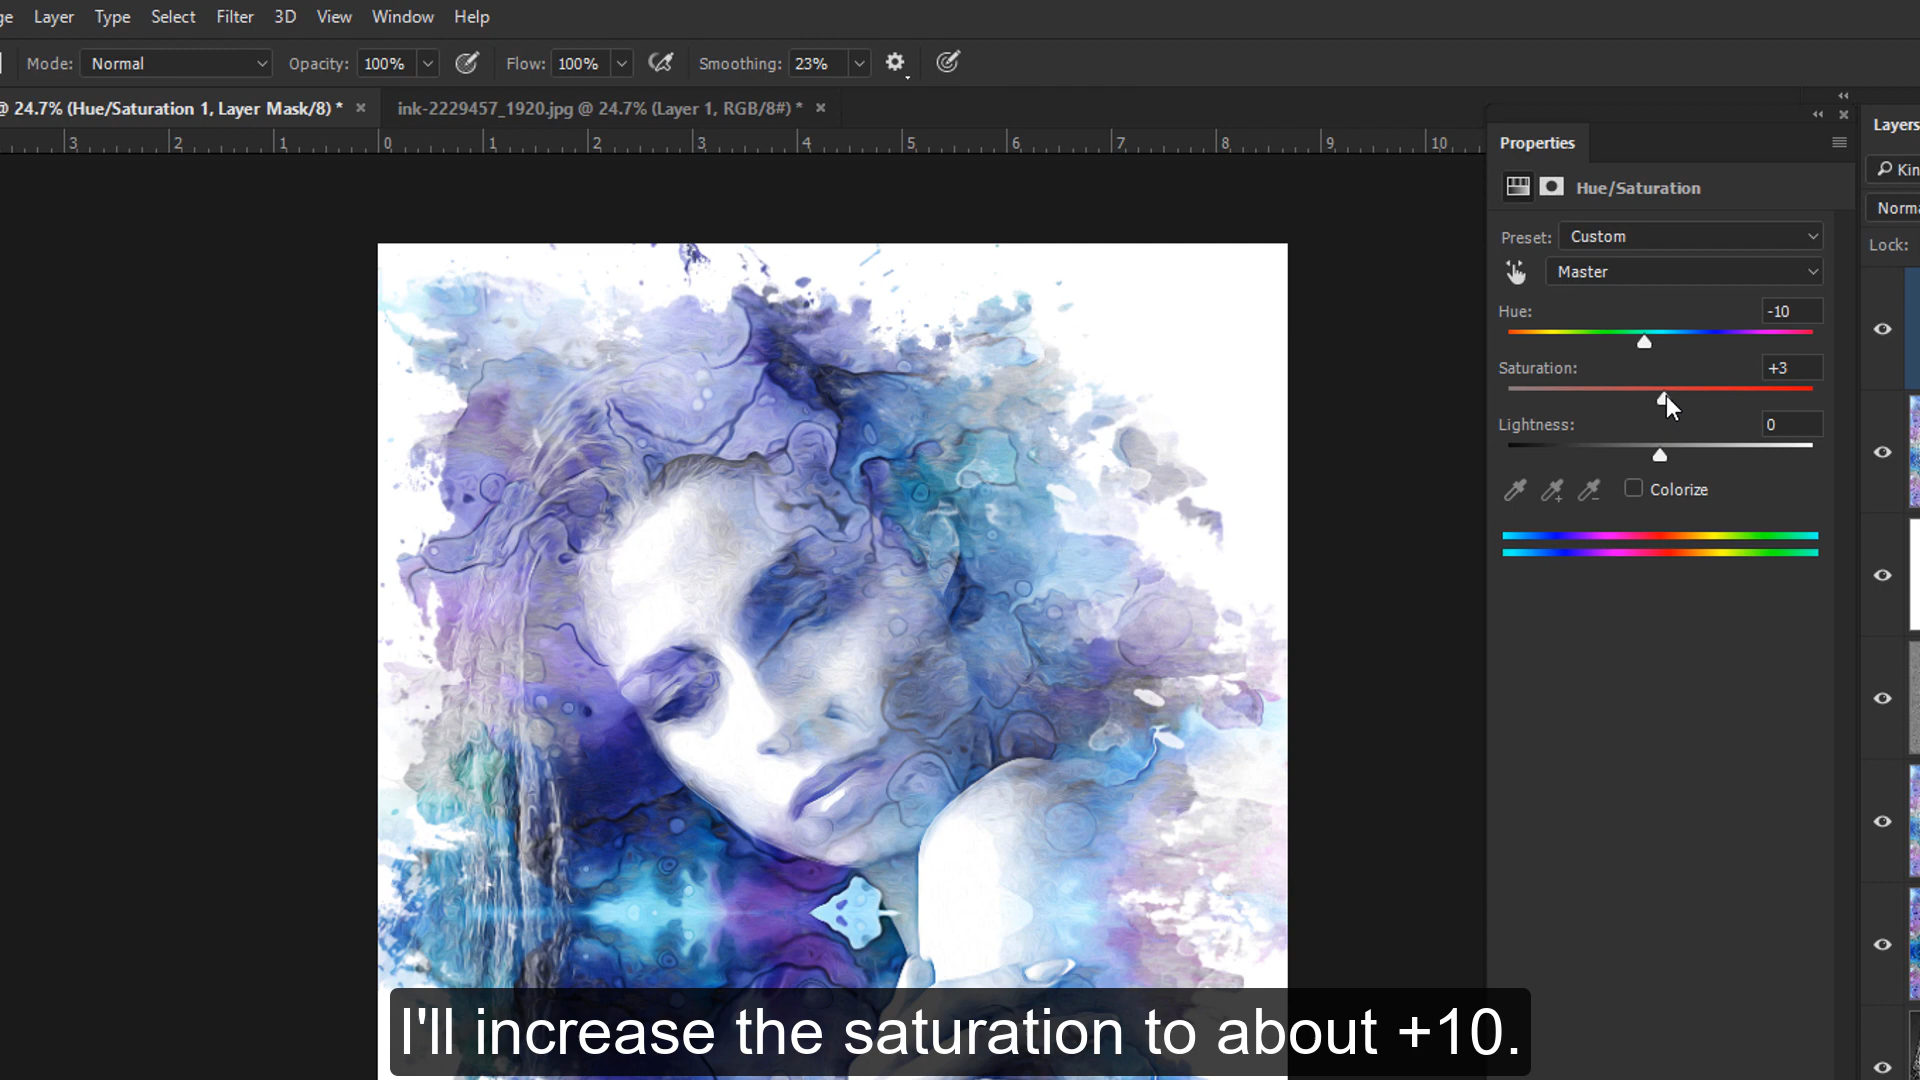 ge Layer Type Select Filter 3D View Window Help
Mode: Normal Opacity: 100% Flow: 100% Smoothing: 23%
@ 24.7% (Hue/Saturation 1, Layer Mask/8) * × ink-2229457_1920.jpg @ 24.7% (Layer 1, RGB/8#) * ×
3 2 1 0 1 2 3 4 5 6 7 8 9 10
Properties
Hue/Saturation
Preset: Custom
Master
Hue: -10
Saturation: +3
Lightness: 0
Colorize
Layers
Kin
Norma
Lock:
I'll increase the saturation to about +10.